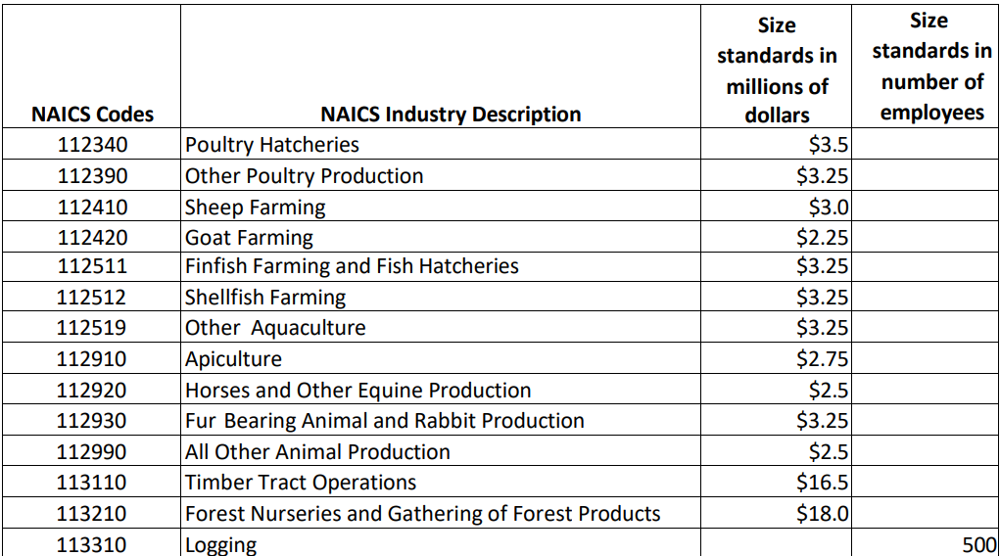 NAICS Codes NAICS Industry Description Size standards in millions of dollars Size standards in number of employees
112340 Poultry Hatcheries $3.5
112390 Other Poultry Production $3.25
112410 Sheep Farming $3.0
112420 Goat Farming $2.25
112511 Finfish Farming and Fish Hatcheries $3.25
112512 Shellfish Farming $3.25
112519 Other Aquaculture $3.25
112910 Apiculture $2.75
112920 Horses and Other Equine Production $2.5
112930 Fur Bearing Animal and Rabbit Production $3.25
112990 All Other Animal Production $2.5
113110 Timber Tract Operations $16.5
113210 Forest Nurseries and Gathering of Forest Products $18.0
113310 Logging 500